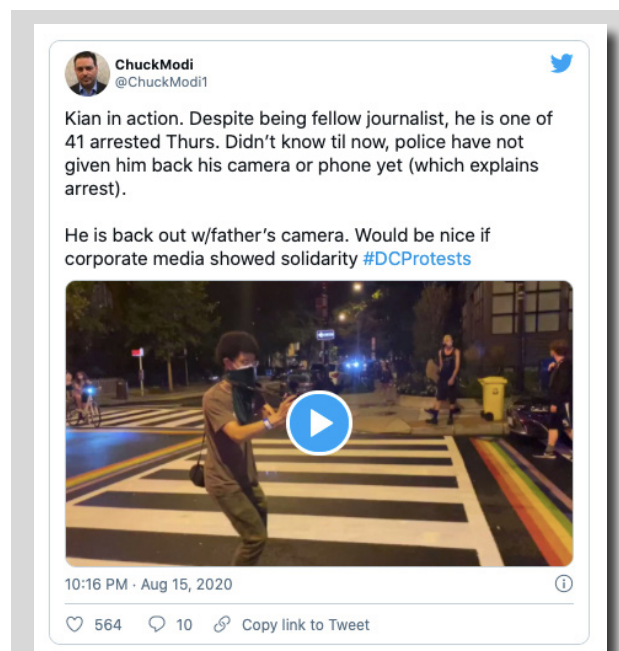 ChuckModi
@ChuckModi1
Kian in action. Despite being fellow journalist, he is one of
41 arrested Thurs. Didn’t know til now, police have not
given him back his camera or phone yet (which explains
arrest).
He is back out w/father’s camera. Would be nice if
corporate media showed solidarity #DCProtests
10:16 PM · Aug 15, 2020
564
10
Copy link to Tweet